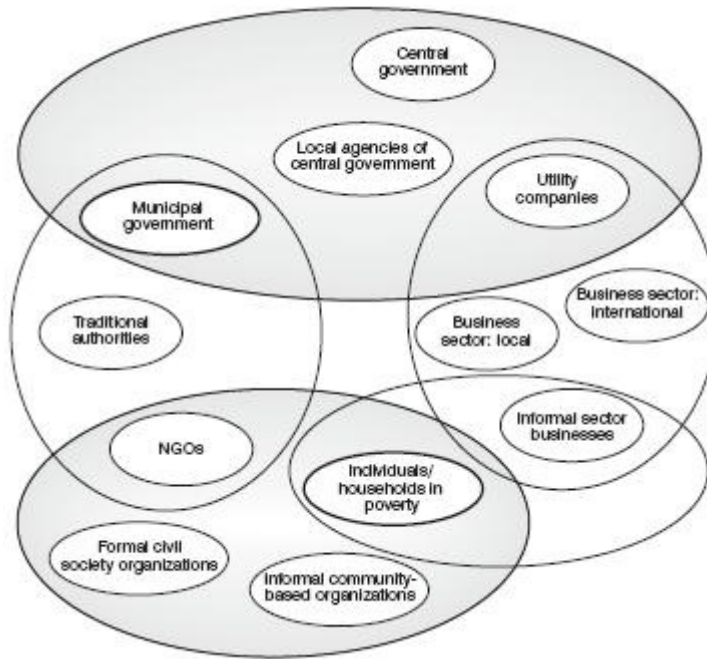 Central
government
Local agencies of
central government
Utility
companies
Municipal
government
Business sector:
international
Traditional
authorities
Business
sector: local
Informal sector
businesses
NGOs
Individuals/
households in
poverty
Formal civil
society organizations
Informal community-
based organizations